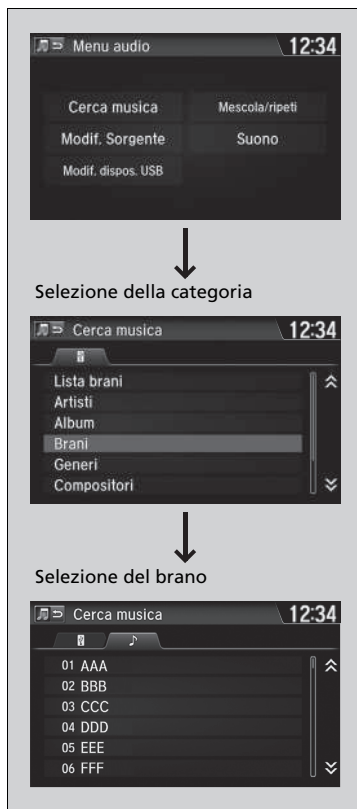 Menu audio 12:34
Cerca musica Mescola/ripeti
Modif. Sorgente Suono
Modif. dispos. USB
Selezione della categoria
Cerca musica 12:34
Lista brani
Artisti
Album
Brani
Generi
Compositori
Selezione del brano
Cerca musica 12:34
01 AAA
02 BBB
03 CCC
04 DDD
05 EEE
06 FFF